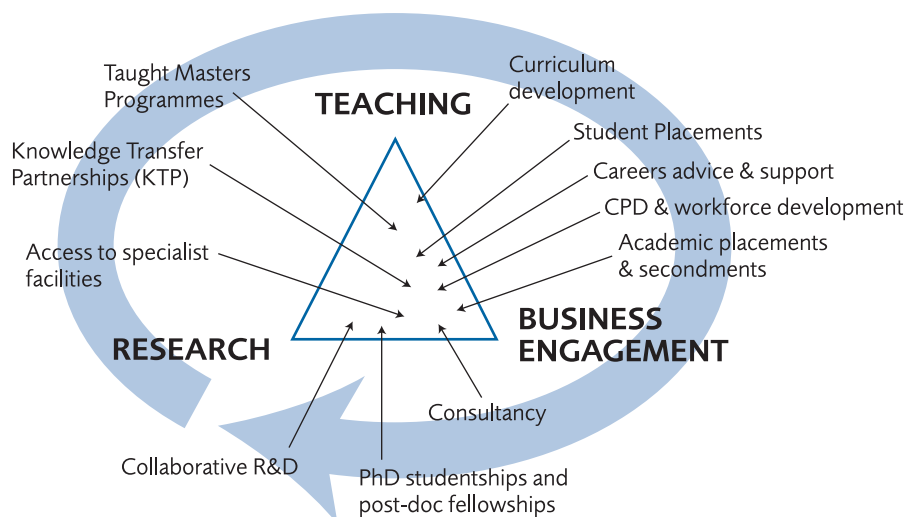 Taught Masters
Programmes
Curriculum
development
TEACHING
Student Placements
Knowledge Transfer
Partnerships (KTP)
Careers advice & support
CPD & workforce development
Access to specialist
facilities
Academic placements
& secondments
RESEARCH
BUSINESS
ENGAGEMENT
Consultancy
Collaborative R&D
PhD studentships and
post-doc fellowships